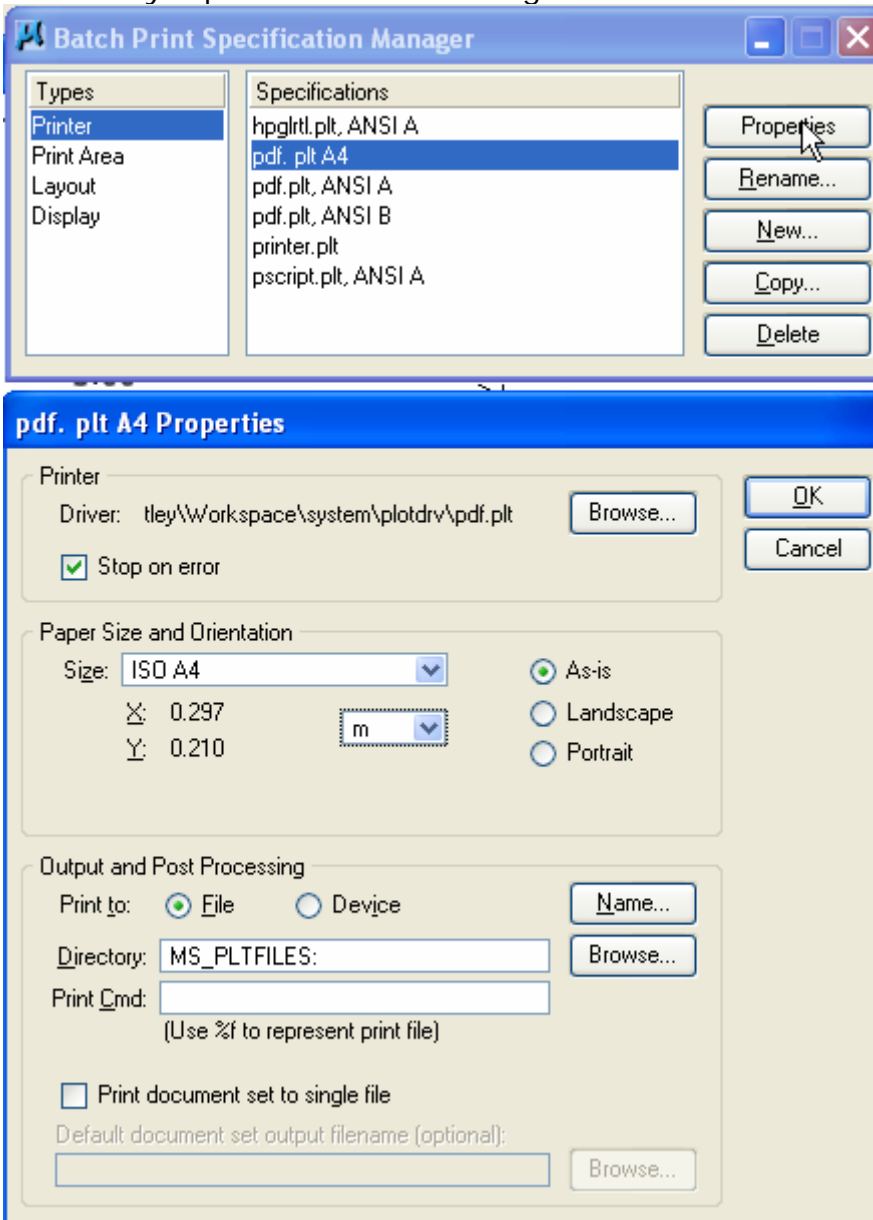 Batch Print Specification Manager
Types
Specifications
Printer
hpglrtl.plt, ANSI A
Properties
Print Area
pdf. plt A4
Layout
pdf.plt, ANSI A
Rename...
Display
pdf.plt, ANSI B
New...
printer.plt
pscript.plt, ANSI A
Copy...
Delete
pdf. plt A4 Properties
Printer
Driver: tley\Workspace\system\plotdrv\pdf.plt
Browse...
OK
Stop on error
Cancel
Paper Size and Orientation
Size: ISO A4
As-is
X: 0.297
m
Landscape
Y: 0.210
Portrait
Output and Post Processing
Print to: File Device
Name...
Directory: MS_PLTFILES:
Browse...
Print Cmd:
(Use %f to represent print file)
Print document set to single file
Default document set output filename (optional):
Browse...